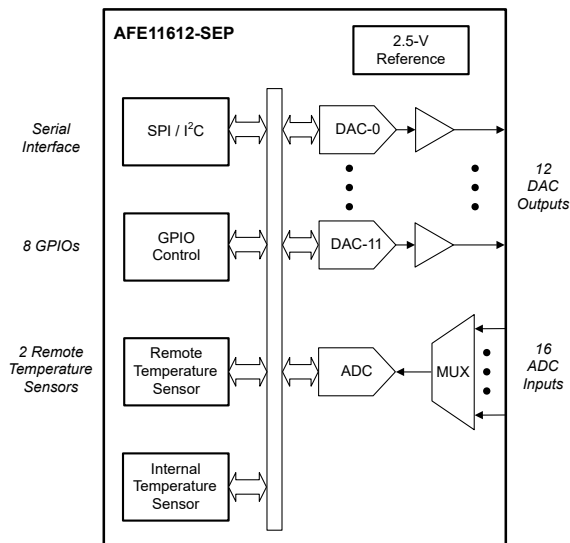 AFE11612-SEP
2.5-V
Reference
Serial
Interface
SPI / I²C
DAC-0
12
DAC
Outputs
8 GPIOs
GPIO
Control
DAC-11
2 Remote
Temperature
Sensors
Remote
Temperature
Sensor
ADC
MUX
16
ADC
Inputs
Internal
Temperature
Sensor